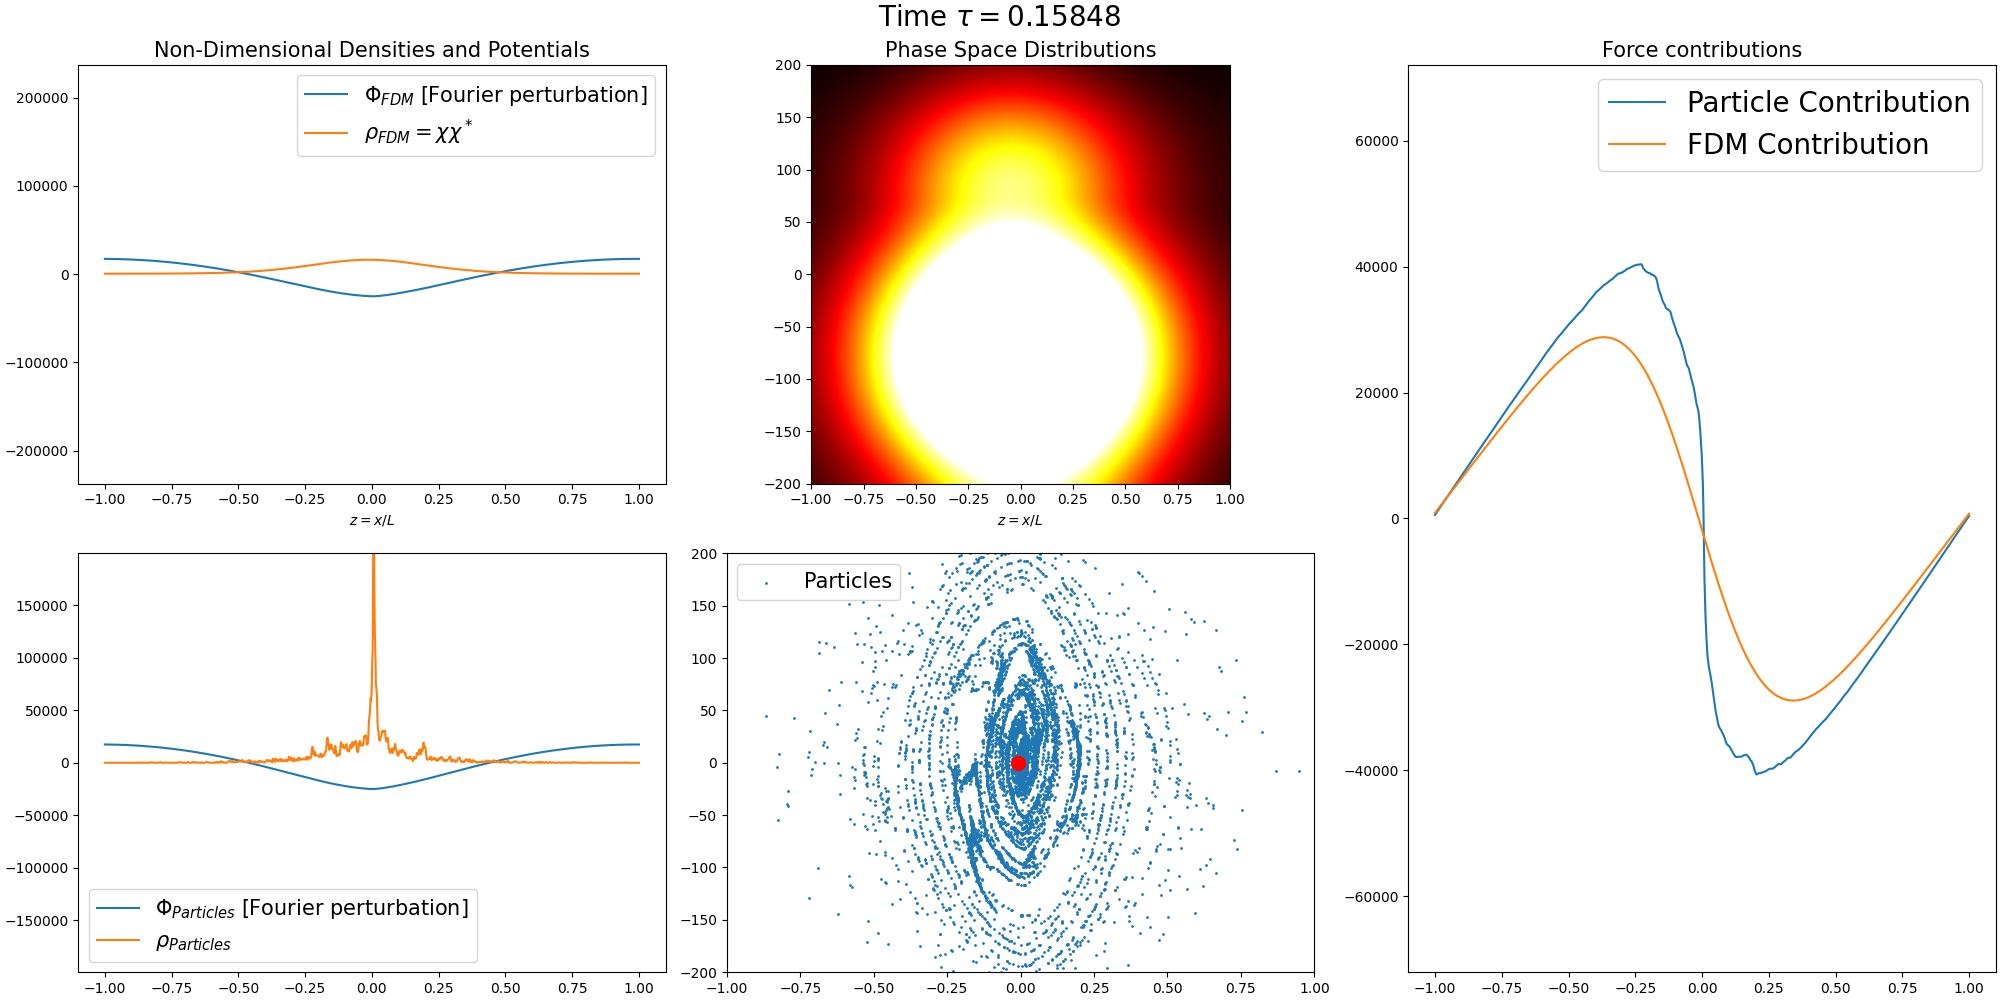 Time τ = 0.15848
Non-Dimensional Densities and Potentials
Φ_FDM [Fourier perturbation]
ρ_FDM = χχ*
200000
100000
0
−100000
−200000
−1.00 −0.75 −0.50 −0.25 0.00 0.25 0.50 0.75 1.00
z = x/L
Phase Space Distributions
200
150
100
50
0
−50
−100
−150
−200
−1.00 −0.75 −0.50 −0.25 0.00 0.25 0.50 0.75 1.00
z = x/L
Force contributions
Particle Contribution
FDM Contribution
60000
40000
20000
0
−20000
−40000
−60000
−1.00 −0.75 −0.50 −0.25 0.00 0.25 0.50 0.75 1.00
150000
100000
50000
0
−50000
−100000
−150000
Φ_Particles [Fourier perturbation]
ρ_Particles
−1.00 −0.75 −0.50 −0.25 0.00 0.25 0.50 0.75 1.00
Particles
200
150
100
50
0
−50
−100
−150
−200
−1.00 −0.75 −0.50 −0.25 0.00 0.25 0.50 0.75 1.00